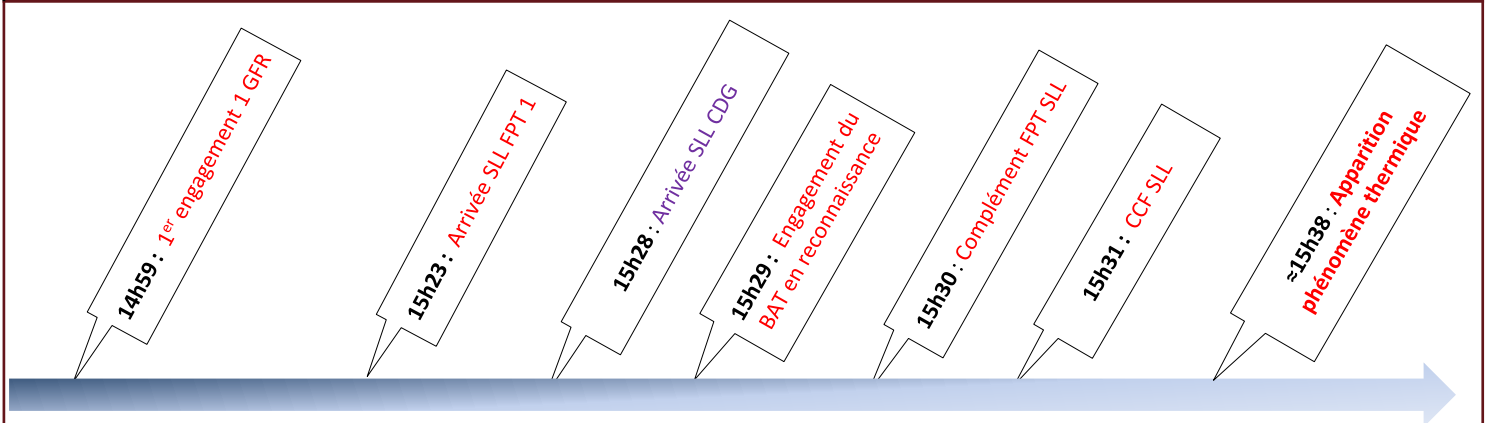 14h59 : 1er engagement 1 GFR
15h23 : Arrivée SLL FPT 1
15h28 : Arrivée SLL CDG
15h29 : Engagement du
BAT en reconnaissance
15h30 : Complément FPT SLL
15h31 : CCF SLL
≈15h38 : Apparition
phénomène thermique